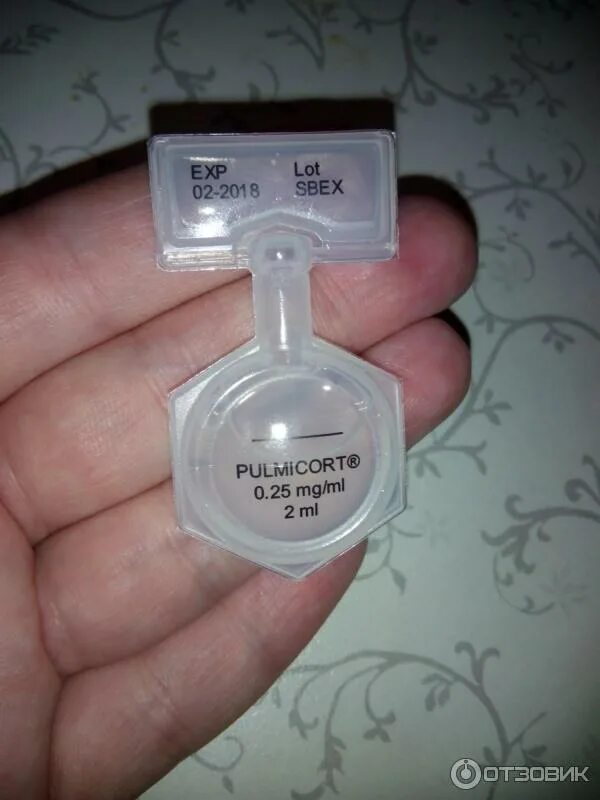 EXP Lot
02-2018 SBEX
PULMICORT®
0.25 mg/ml
2 ml
ОТЗОВИК